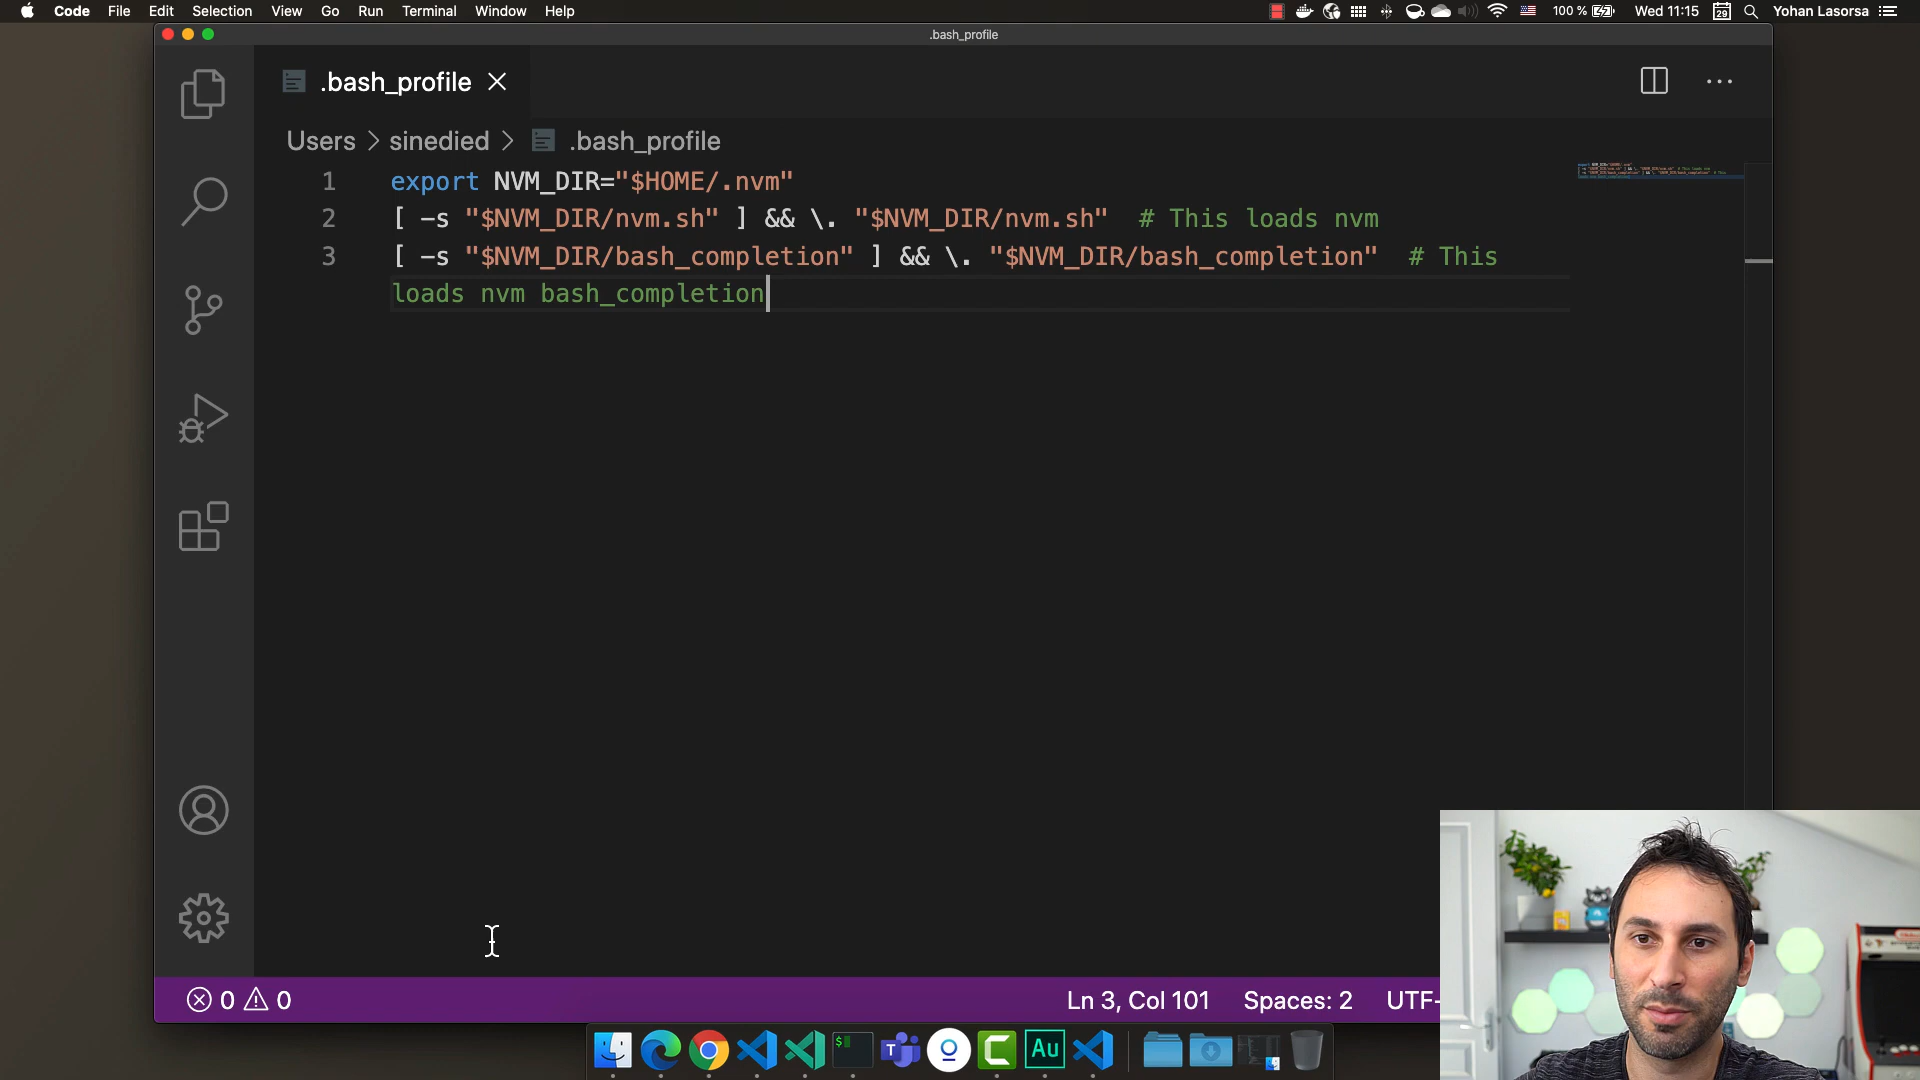 Code File Edit Selection View Go Run Terminal Window Help 100 % Wed 11:15 29 Yohan Lasorsa
.bash_profile
.bash_profile
Users > sinedied > .bash_profile
1 export NVM_DIR="$HOME/.nvm"
2 [ -s "$NVM_DIR/nvm.sh" ] && \. "$NVM_DIR/nvm.sh"  # This loads nvm
3 [ -s "$NVM_DIR/bash_completion" ] && \. "$NVM_DIR/bash_completion"  # This
loads nvm bash_completion
0 0 Ln 3, Col 101 Spaces: 2 UTF-
$ T Au